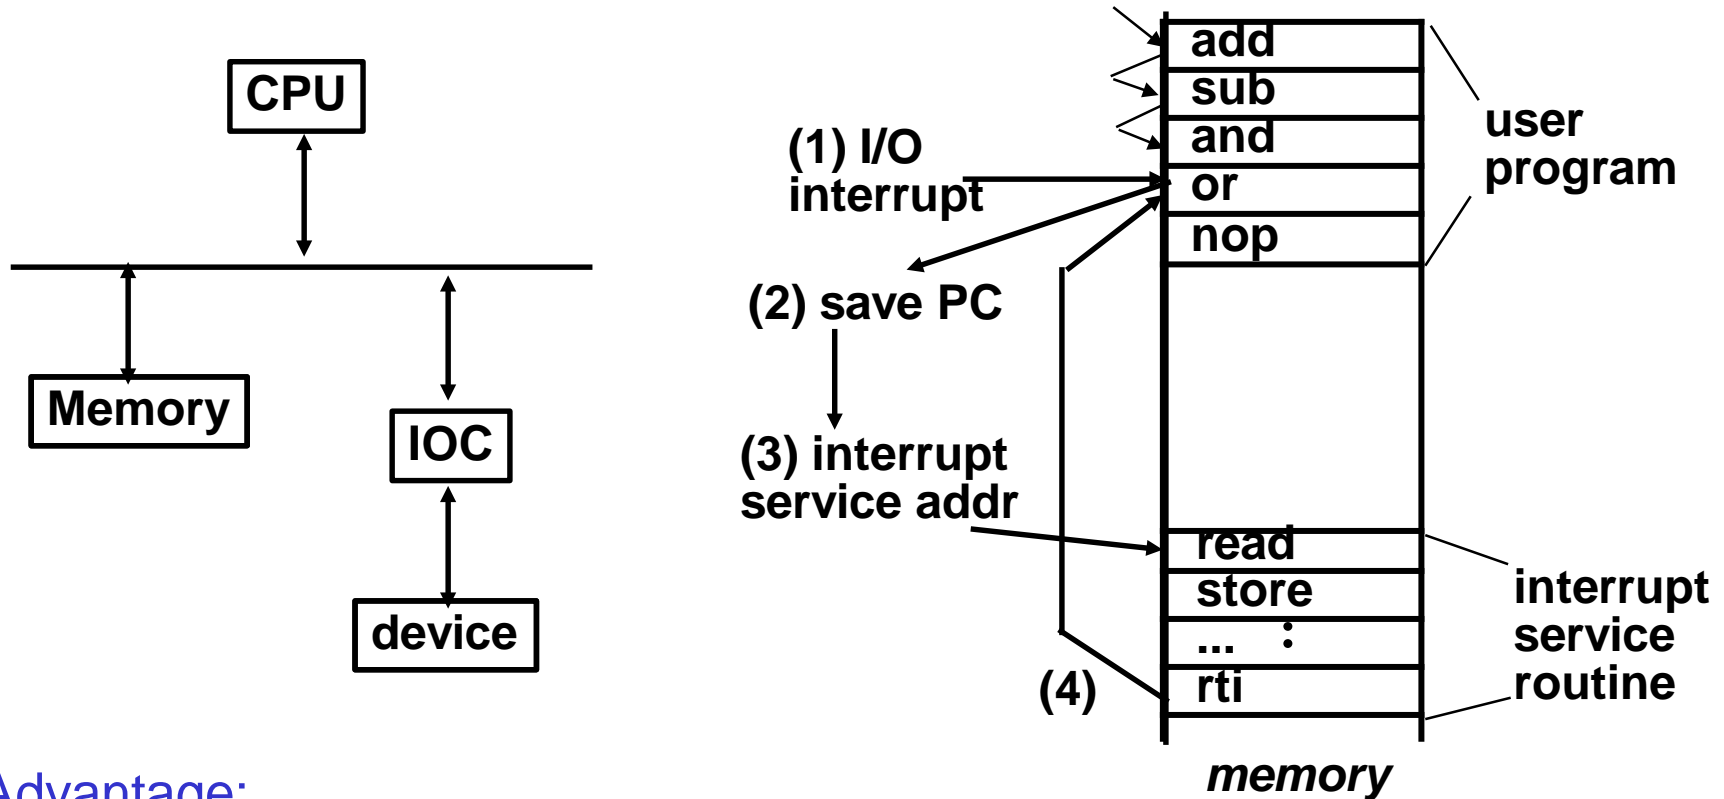 CPU
Memory
IOC
device
(1) I/O
interrupt
(2) save PC
(3) interrupt
service addr
(4)
add
sub
and
or
nop
user
program
read
store
... :
rti
interrupt
service
routine
memory
Advantage: